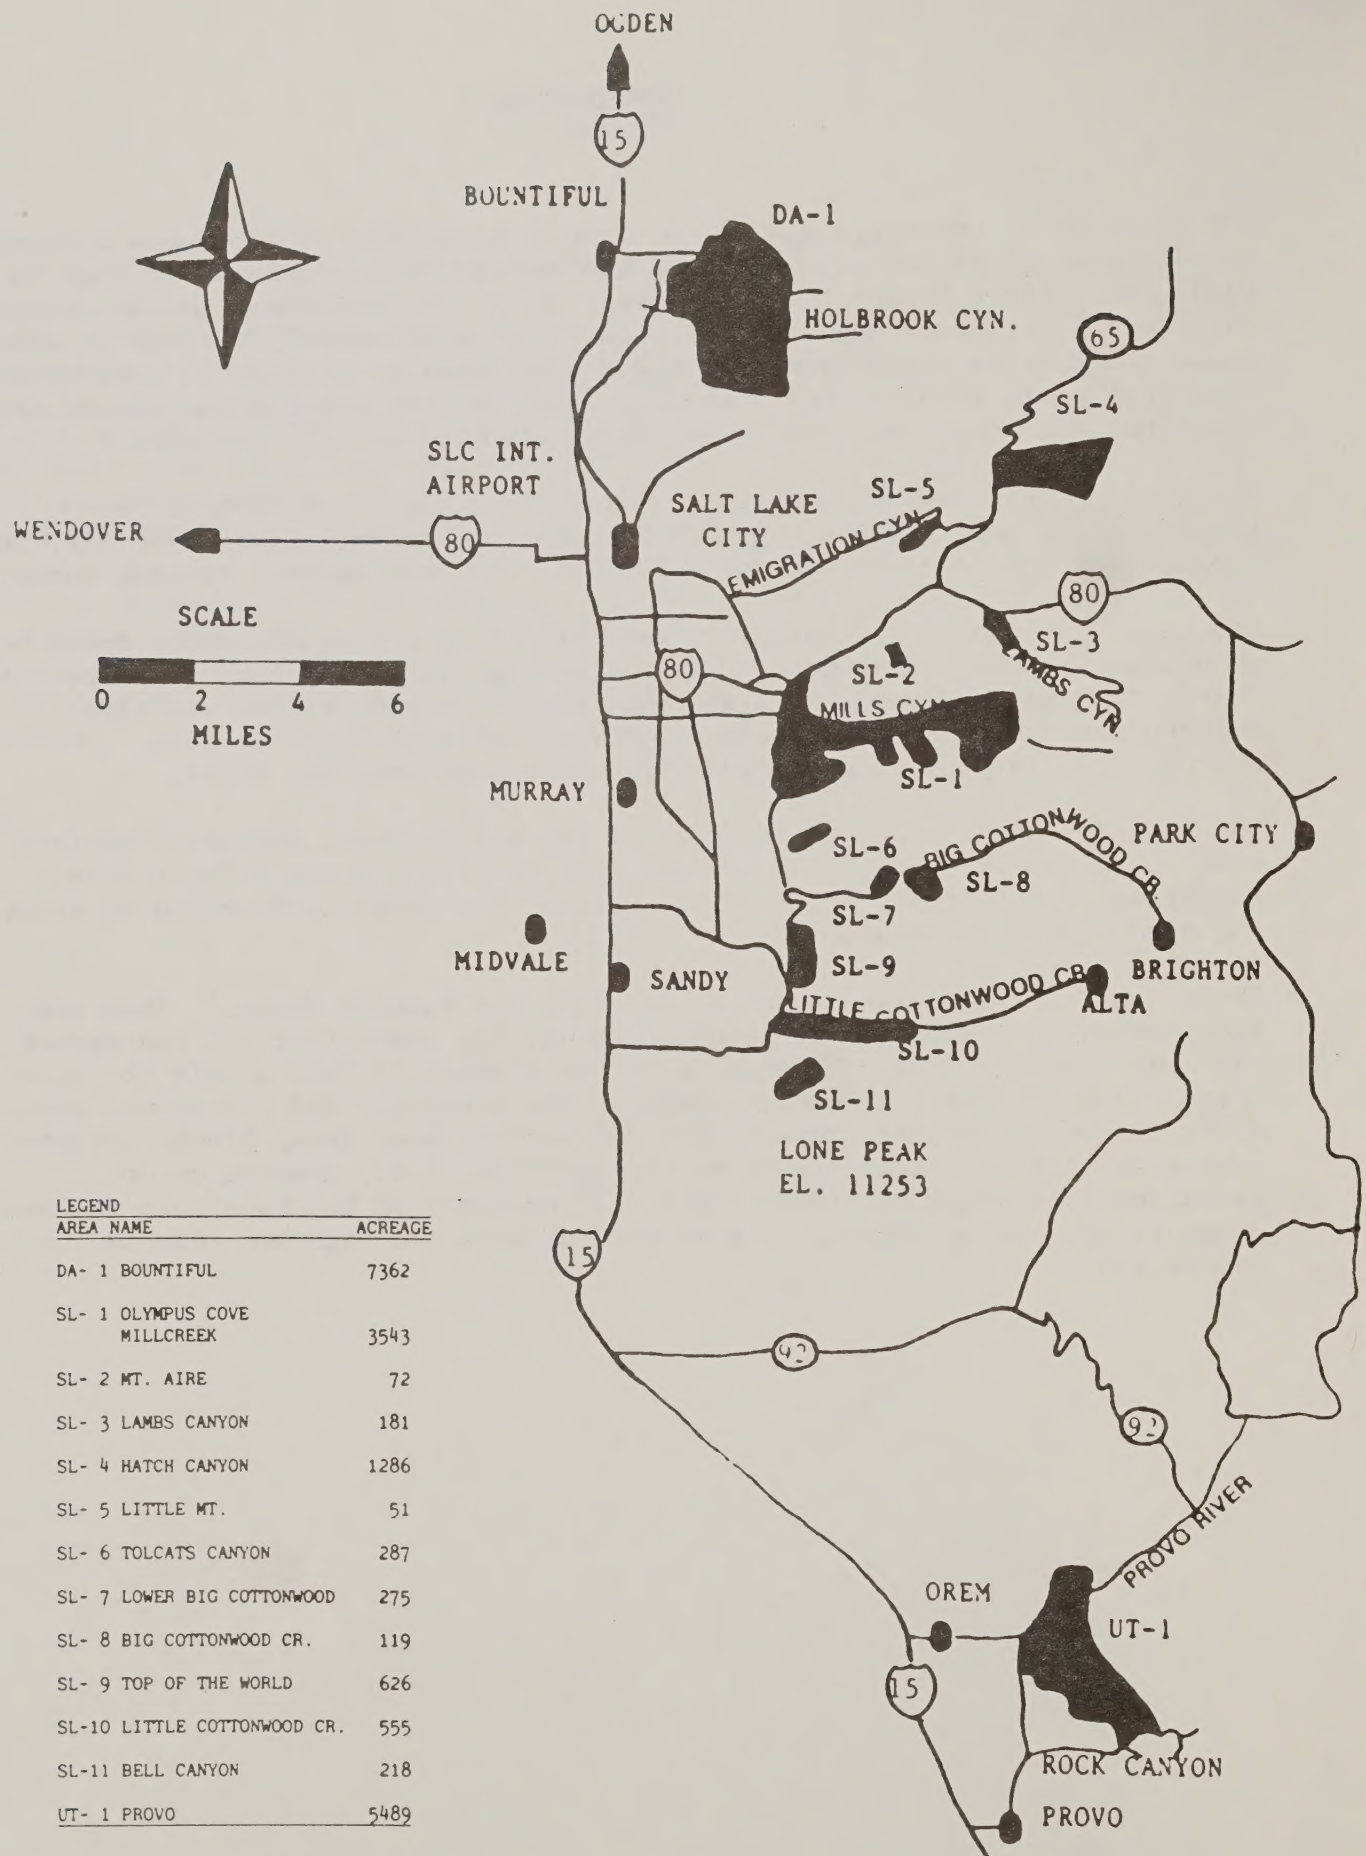 OGDEN
15
BOUNTIFUL
DA-1
HOLBROOK CYN.
65
SL-4
SLC INT.
AIRPORT
SL-5
SALT LAKE
CITY
WENDOVER
80
EMIGRATION CYN.
80
SCALE
0 2 4 6
MILES
80
SL-3
LAMBS CYN.
SL-2
MILLS CYN
SL-1
MURRAY
SL-6
BIG COTTONWOOD CB.
PARK CITY
SL-8
SL-7
MIDVALE
SANDY
SL-9
BRIGHTON
LITTLE COTTONWOOD CB.
ALTA
SL-10
SL-11
LONE PEAK
EL. 11253
15
92
92
PROVO RIVER
OREM
UT-1
15
ROCK CANYON
PROVO
LEGEND
AREA NAME ACREAGE
DA- 1 BOUNTIFUL 7362
SL- 1 OLYMPUS COVE
MILLCREEK 3543
SL- 2 MT. AIRE 72
SL- 3 LAMBS CANYON 181
SL- 4 HATCH CANYON 1286
SL- 5 LITTLE MT. 51
SL- 6 TOLCATS CANYON 287
SL- 7 LOWER BIG COTTONWOOD 275
SL- 8 BIG COTTONWOOD CR. 119
SL- 9 TOP OF THE WORLD 626
SL-10 LITTLE COTTONWOOD CR. 555
SL-11 BELL CANYON 218
UT- 1 PROVO 5489